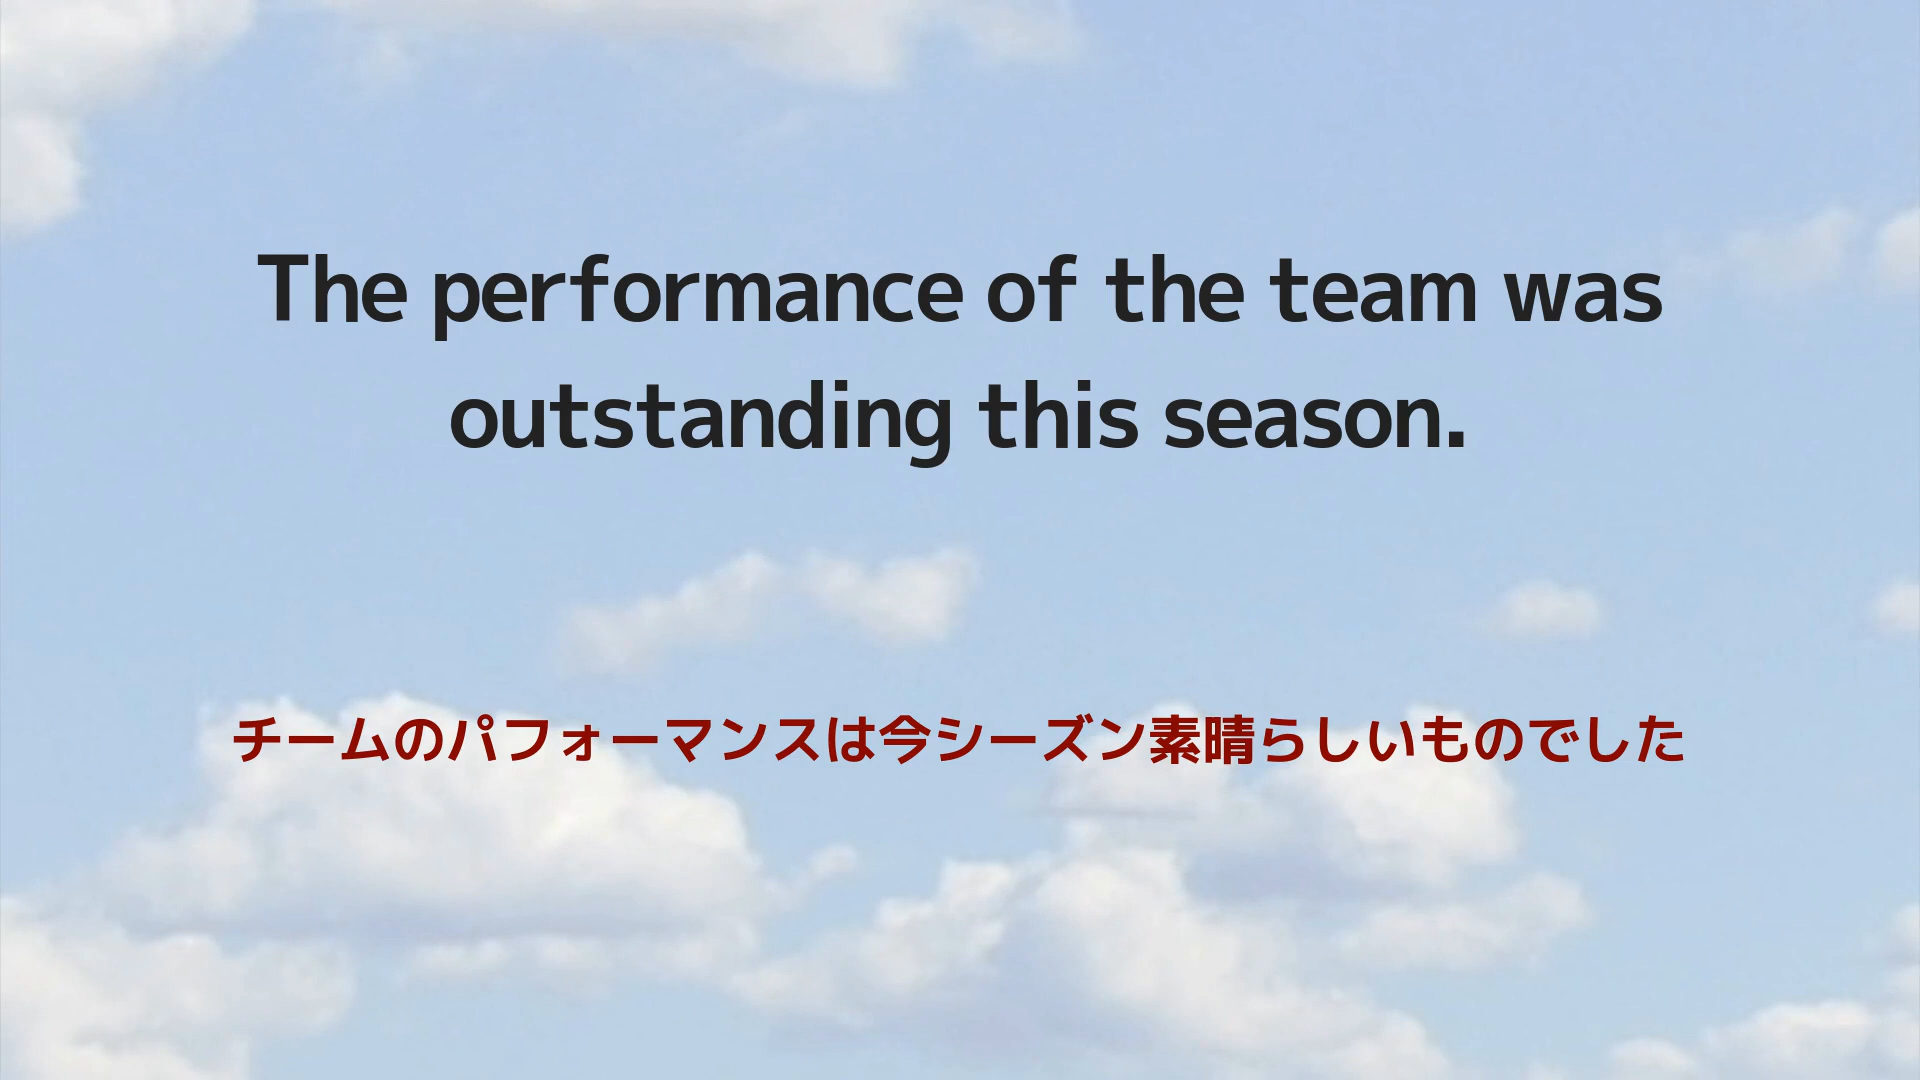 The performance of the team was
outstanding this season.
チームのパフォーマンスは今シーズン素晴らしいものでした